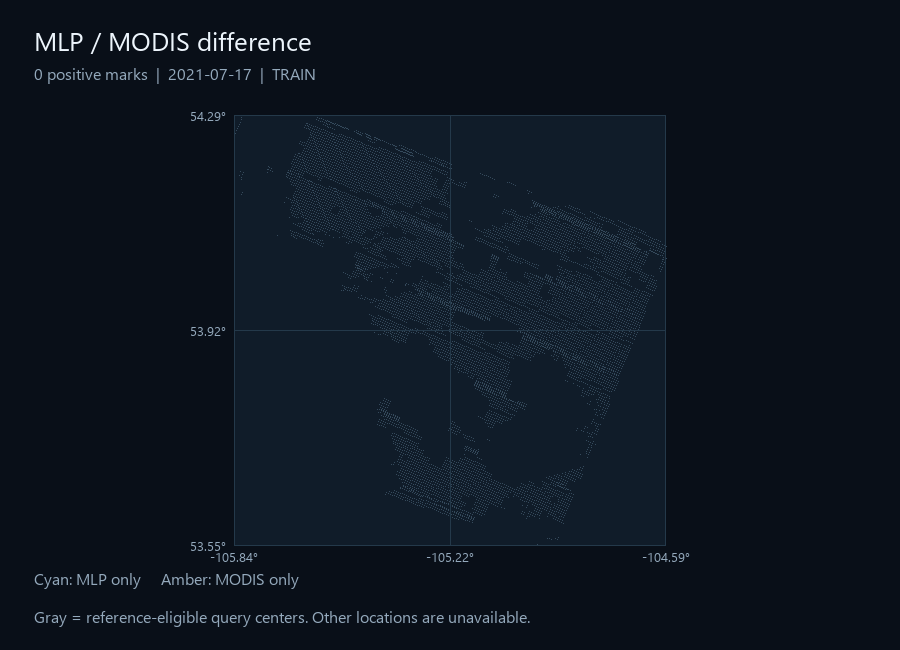 MLP / MODIS difference
0 positive marks | 2021-07-17 | TRAIN
54.29°
53.92°
53.55°
-105.84° -105.22° -104.59°
Cyan: MLP only Amber: MODIS only
Gray = reference-eligible query centers. Other locations are unavailable.